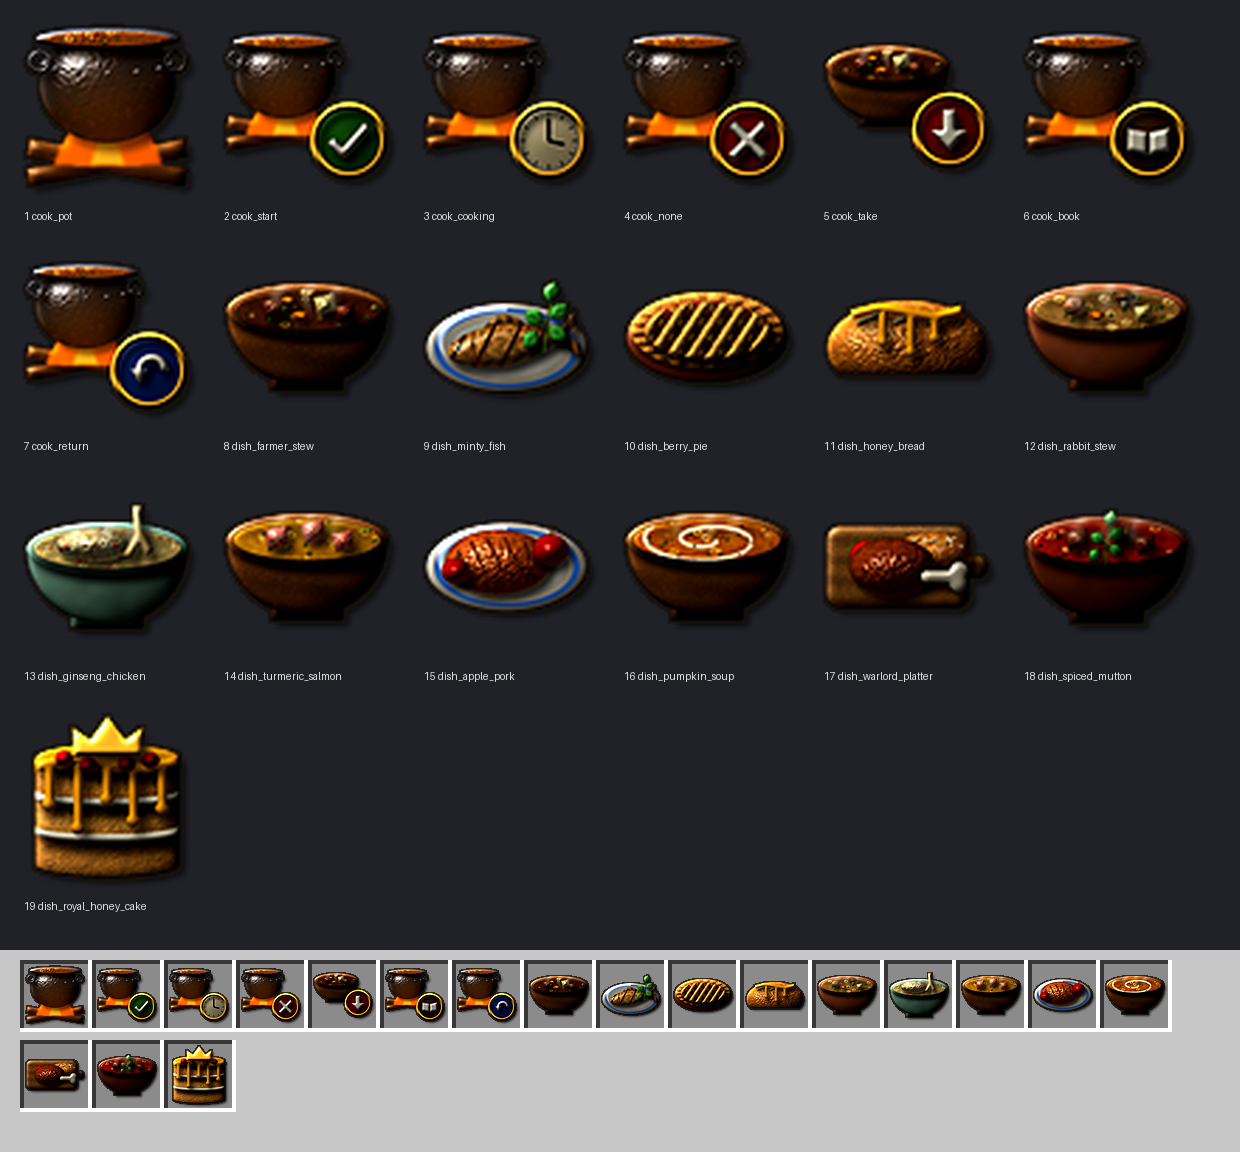 1 cook_pot
2 cook_start
3 cook_cooking
4 cook_none
5 cook_take
6 cook_book
7 cook_return
8 dish_farmer_stew
9 dish_minty_fish
10 dish_berry_pie
11 dish_honey_bread
12 dish_rabbit_stew
13 dish_ginseng_chicken
14 dish_turmeric_salmon
15 dish_apple_pork
16 dish_pumpkin_soup
17 dish_warlord_platter
18 dish_spiced_mutton
19 dish_royal_honey_cake